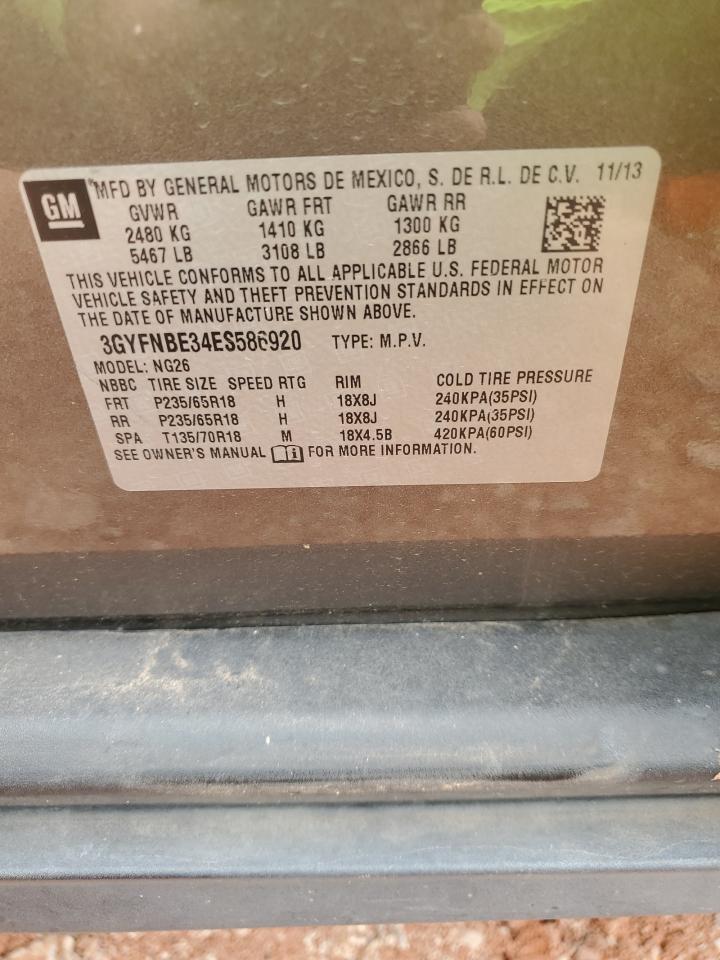 GM ®MFD BY GENERAL MOTORS DE MEXICO, S. DE R.L. DE C.V. 11/13
GVWR GAWR FRT GAWR RR
2480 KG 1410 KG 1300 KG
5467 LB 3108 LB 2866 LB
THIS VEHICLE CONFORMS TO ALL APPLICABLE U.S. FEDERAL MOTOR
VEHICLE SAFETY AND THEFT PREVENTION STANDARDS IN EFFECT ON
THE DATE OF MANUFACTURE SHOWN ABOVE.
3GYFNBE34ES586920 TYPE: M.P.V.
MODEL: NG26
NBBC TIRE SIZE SPEED RTG RIM COLD TIRE PRESSURE
FRT P235/65R18 H 18X8J 240KPA(35PSI)
RR P235/65R18 H 18X8J 240KPA(35PSI)
SPA T135/70R18 M 18X4.5B 420KPA(60PSI)
SEE OWNER'S MANUAL i FOR MORE INFORMATION.